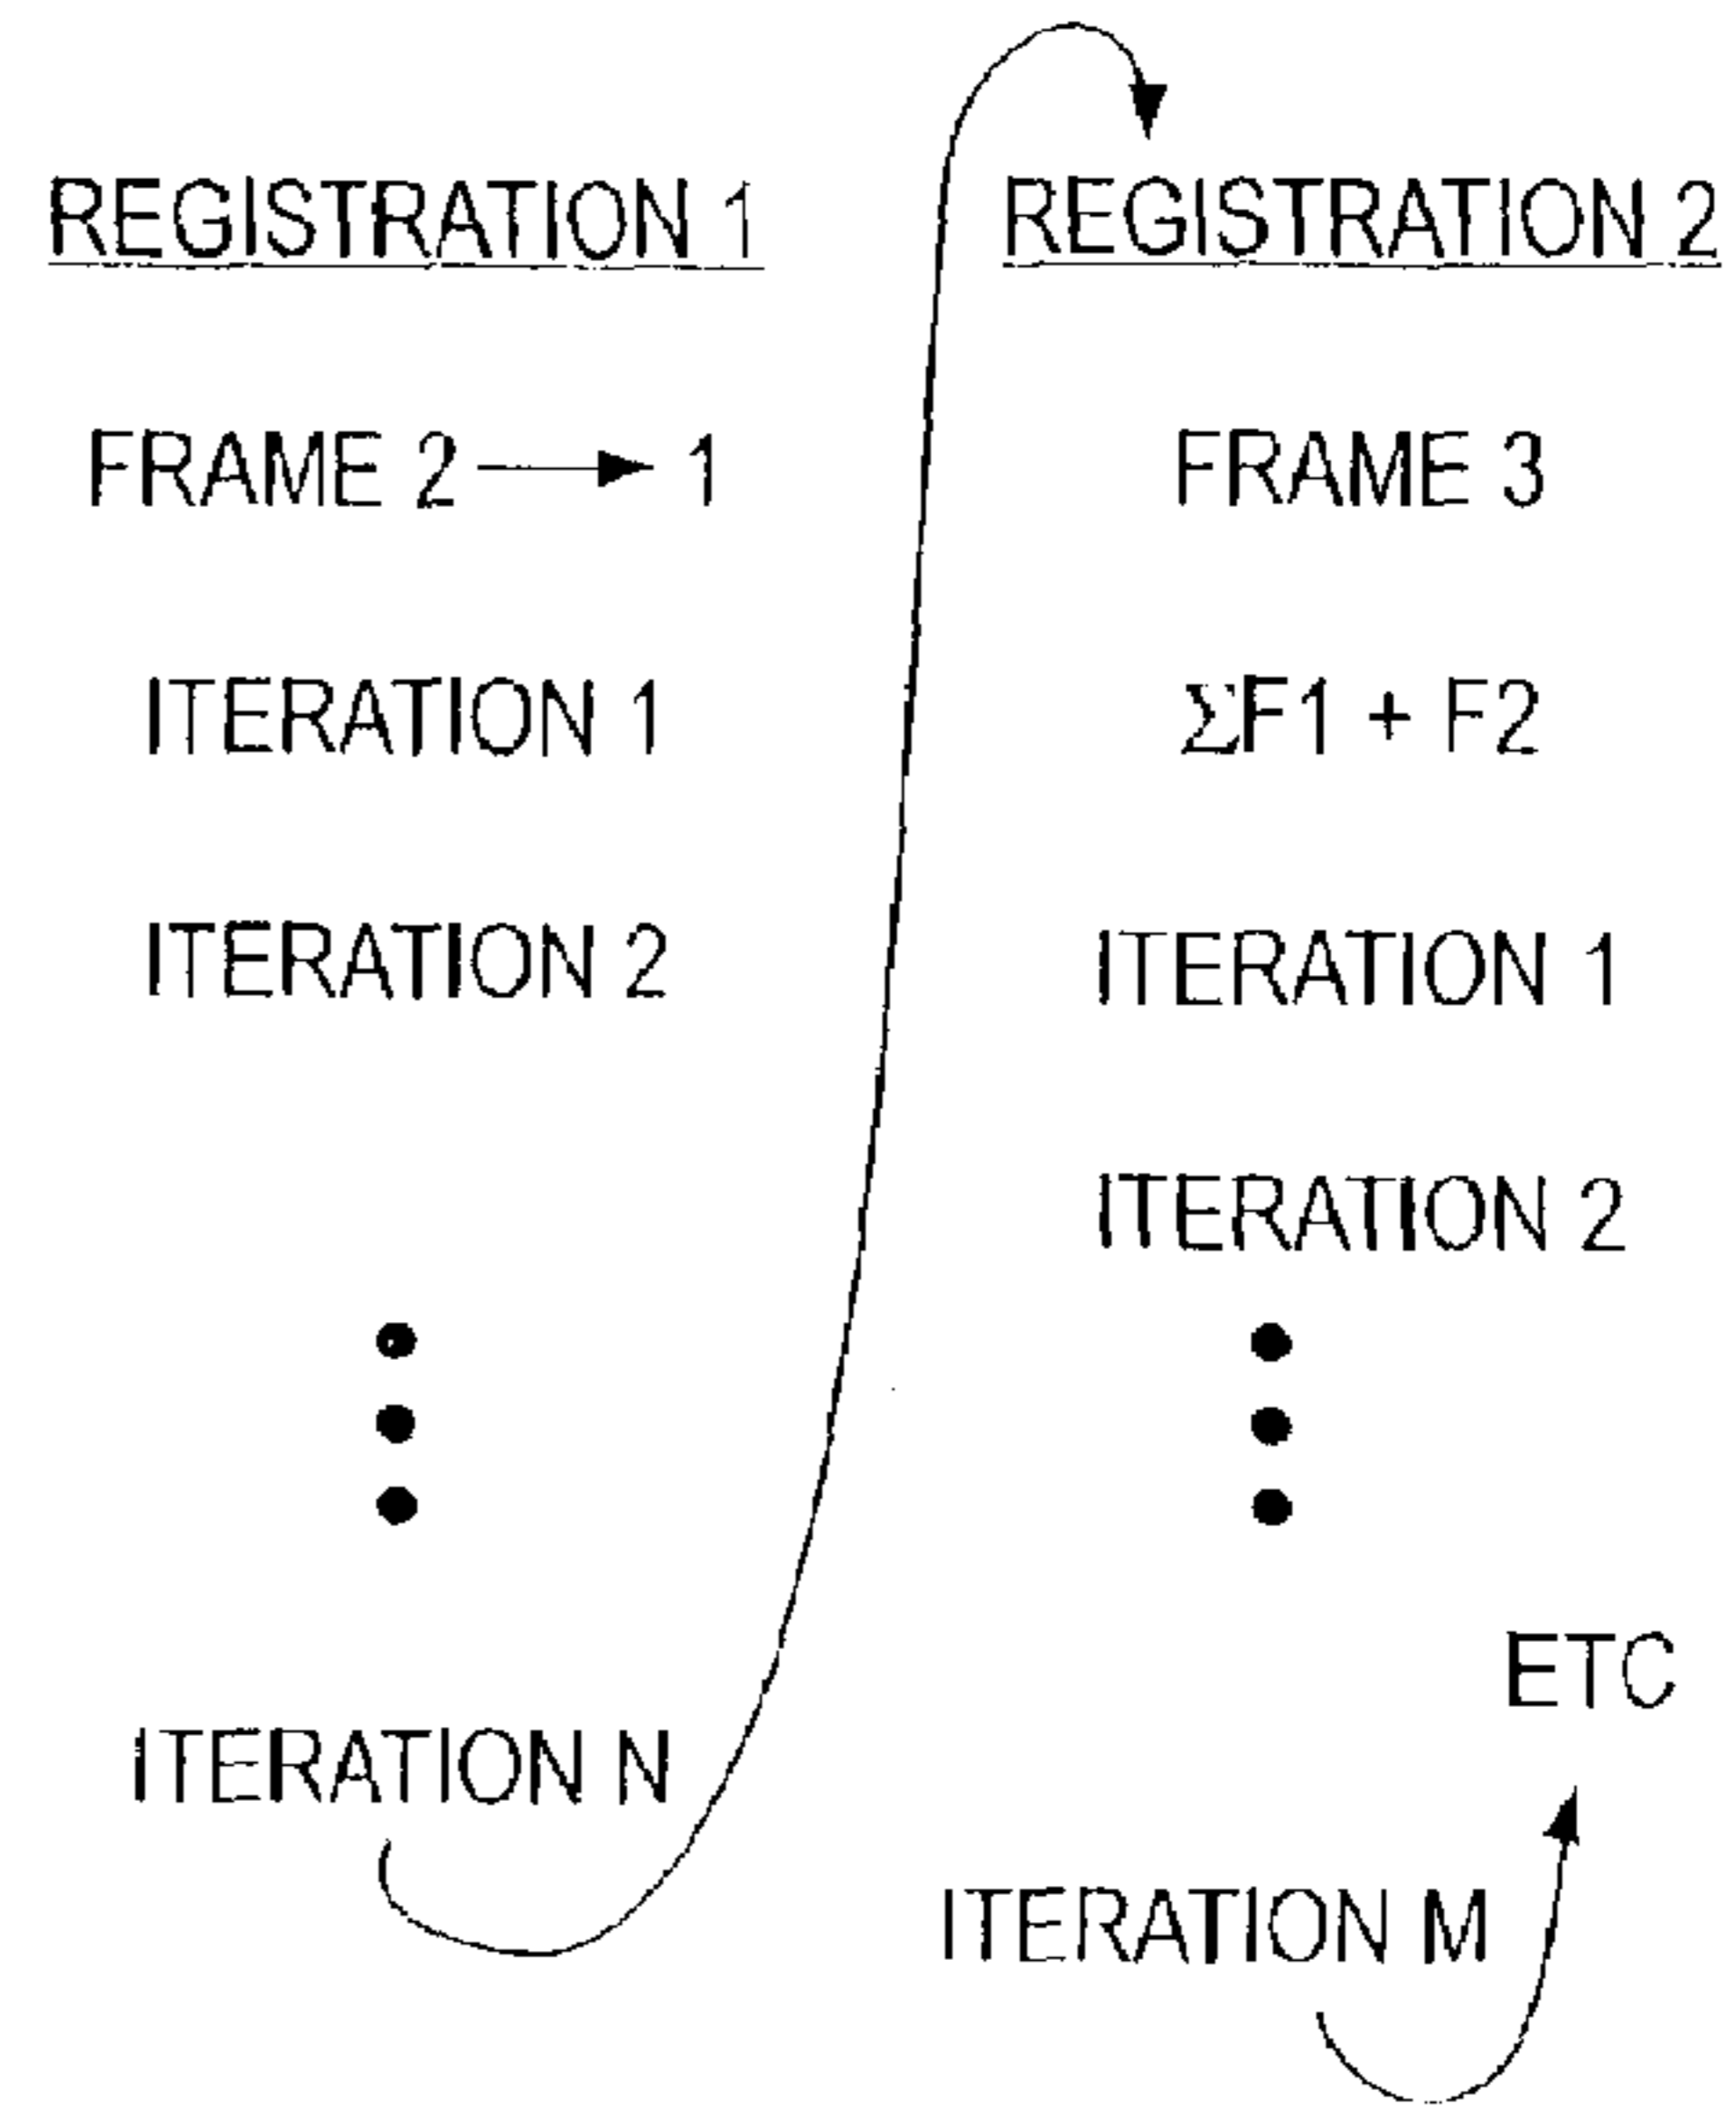 REGISTRATION 1
FRAME 2 → 1
ITERATION 1
ITERATION 2
ITERATION N
REGISTRATION 2
FRAME 3
ΣF1 + F2
ITERATION 1
ITERATION 2
ITERATION M
ETC